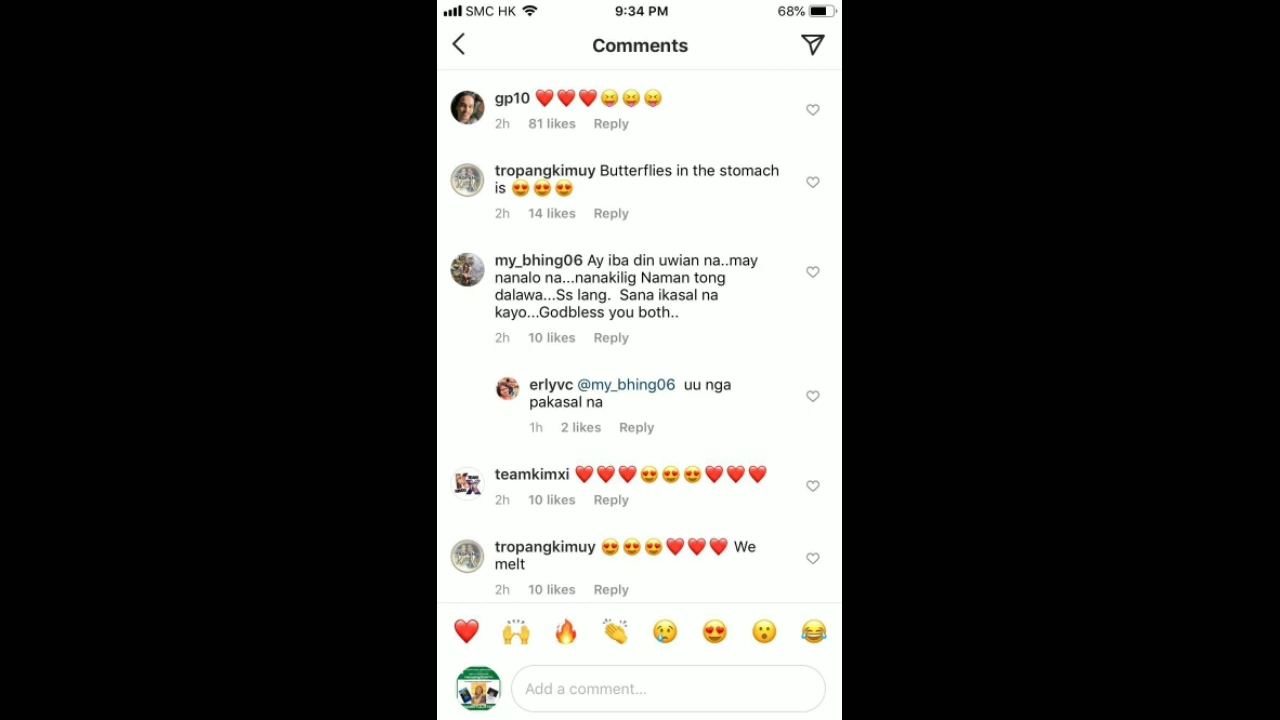 SMC HK 9:34 PM 68%
Comments
gp10 ❤️❤️❤️😝😝😝
2h 81 likes Reply
tropangkimuy Butterflies in the stomach
is 😍😍😍
2h 14 likes Reply
my_bhing06 Ay iba din uwian na..may
nanalo na...nanakilig Naman tong
dalawa...Ss lang. Sana ikasal na
kayo...Godbless you both..
2h 10 likes Reply
erlyvc @my_bhing06 uu nga
pakasal na
1h 2 likes Reply
teamkimxi ❤️❤️❤️😍😍😍❤️❤️❤️
2h 10 likes Reply
tropangkimuy 😍😍😍❤️❤️❤️ We
melt
2h 10 likes Reply
❤️🙌🔥👏😢😍😮😂
Add a comment...